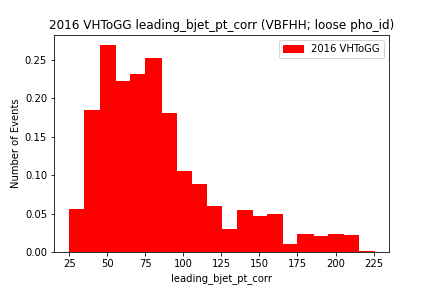 2016 VHToGG leading_bjet_pt_corr (VBFHH; loose pho_id)
2016 VHToGG
Number of Events
0.25
0.20
0.15
0.10
0.05
0.00
25 50 75 100 125 150 175 200 225
leading_bjet_pt_corr